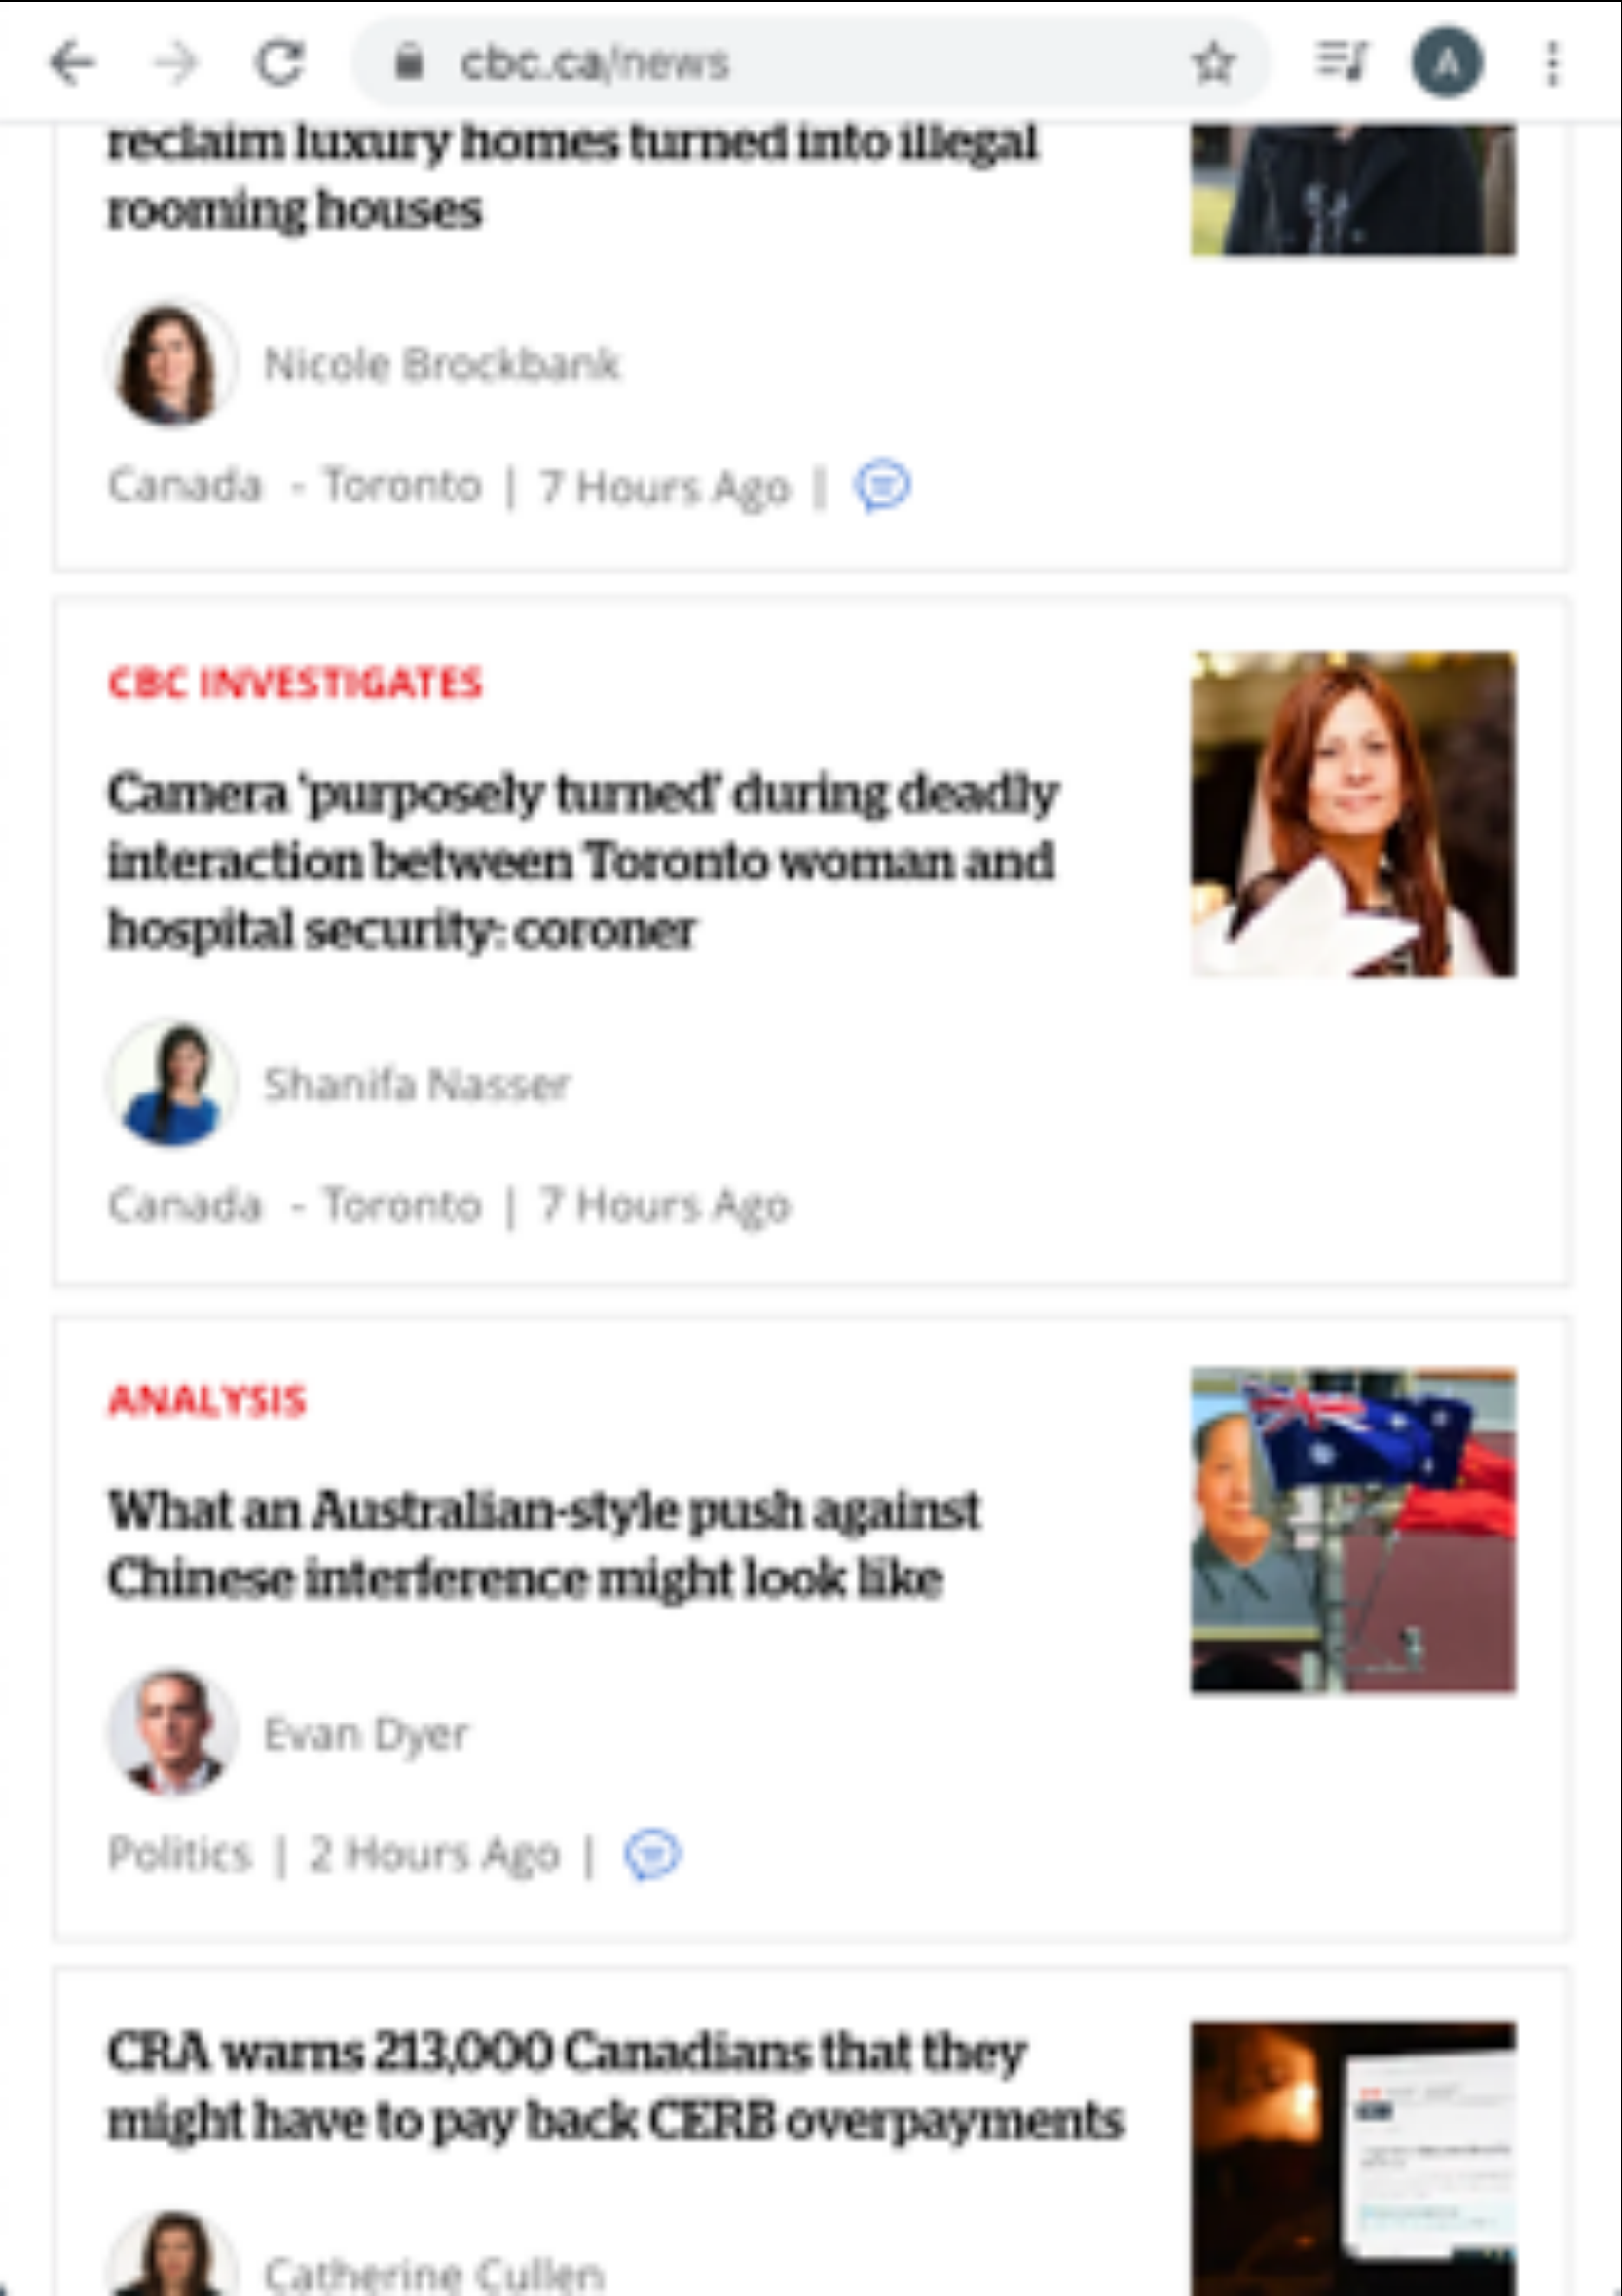 cbc.ca/news
A
reclaim luxury homes turned into illegal
rooming houses
Nicole Brockbank
Canada - Toronto | 7 Hours Ago |
CBC INVESTIGATES
Camera 'purposely turned' during deadly
interaction between Toronto woman and
hospital security: coroner
Shanifa Nasser
Canada - Toronto | 7 Hours Ago
ANALYSIS
What an Australian-style push against
Chinese interference might look like
Evan Dyer
Politics | 2 Hours Ago |
CRA warns 213,000 Canadians that they
might have to pay back CERB overpayments
Catherine Cullen